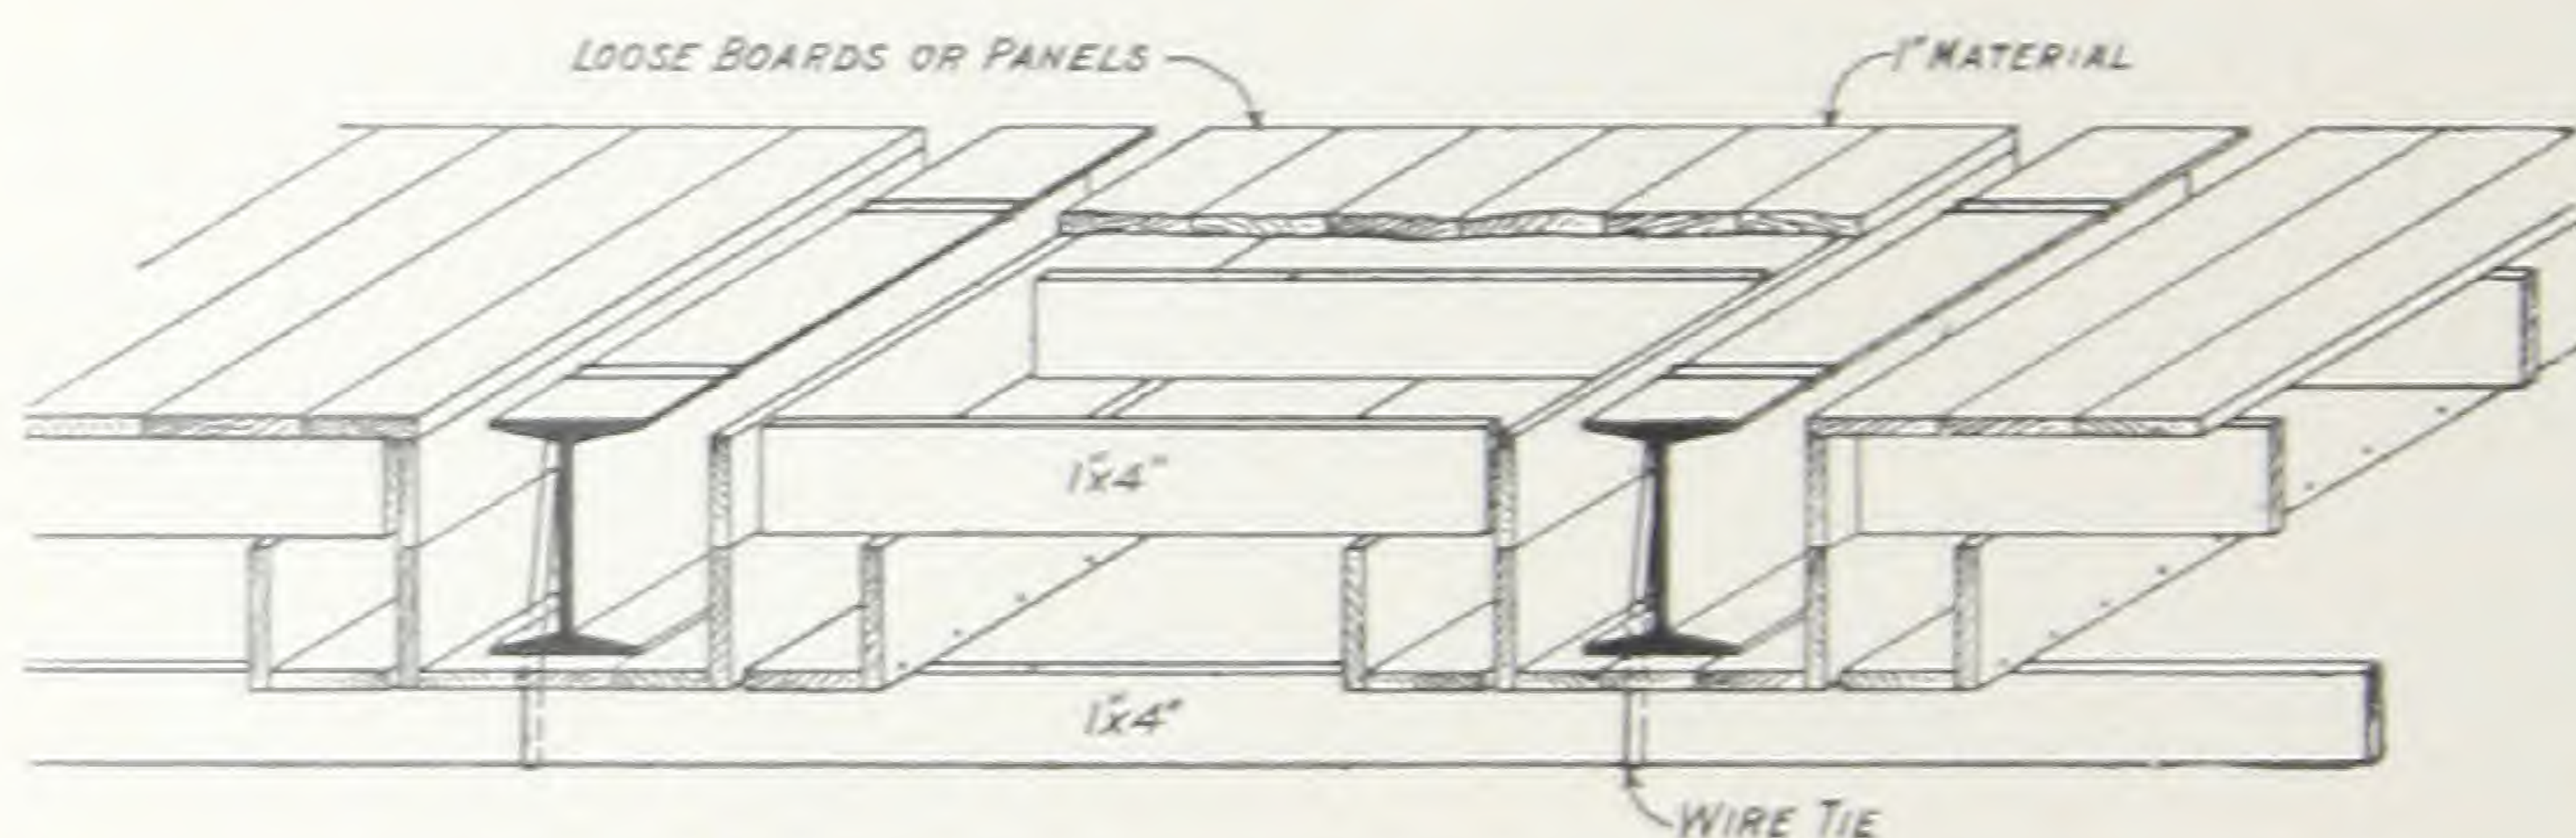 LOOSE BOARDS OR PANELS
1" MATERIAL
1"x4"
1"x4"
WIRE TIE